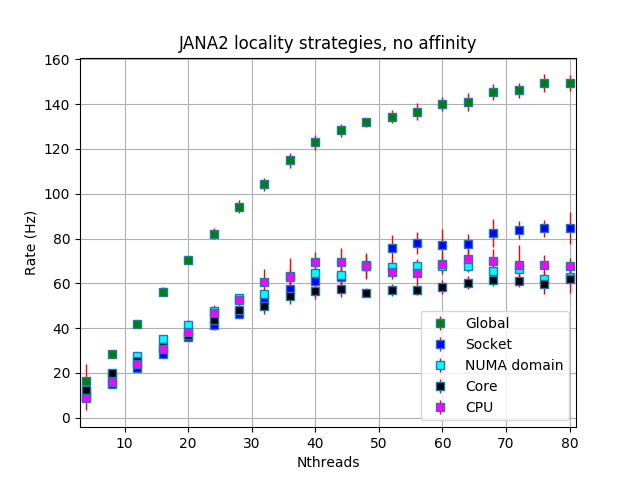 JANA2 locality strategies, no affinity
160
140
120
100
80
60
40
20
0
Rate (Hz)
10 20 30 40 50 60 70 80
Nthreads
Global
Socket
NUMA domain
Core
CPU